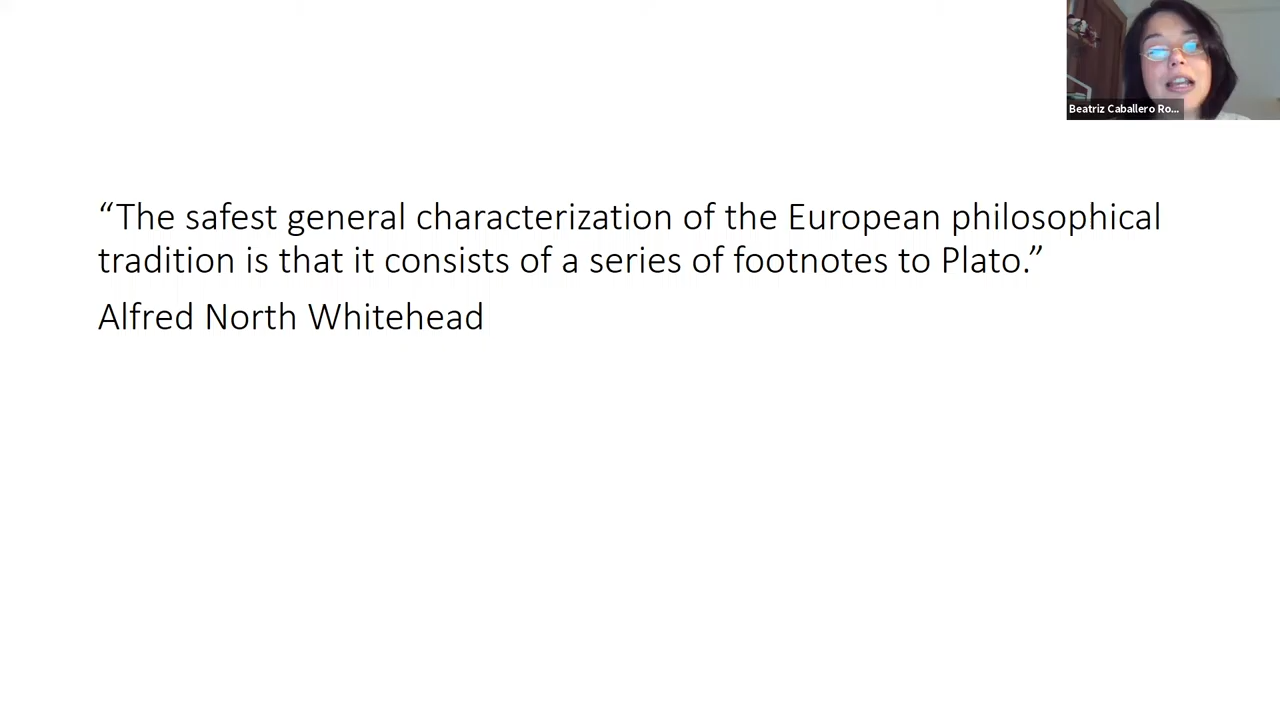 Beatriz Caballero Ro...
“The safest general characterization of the European philosophical
tradition is that it consists of a series of footnotes to Plato.”
Alfred North Whitehead